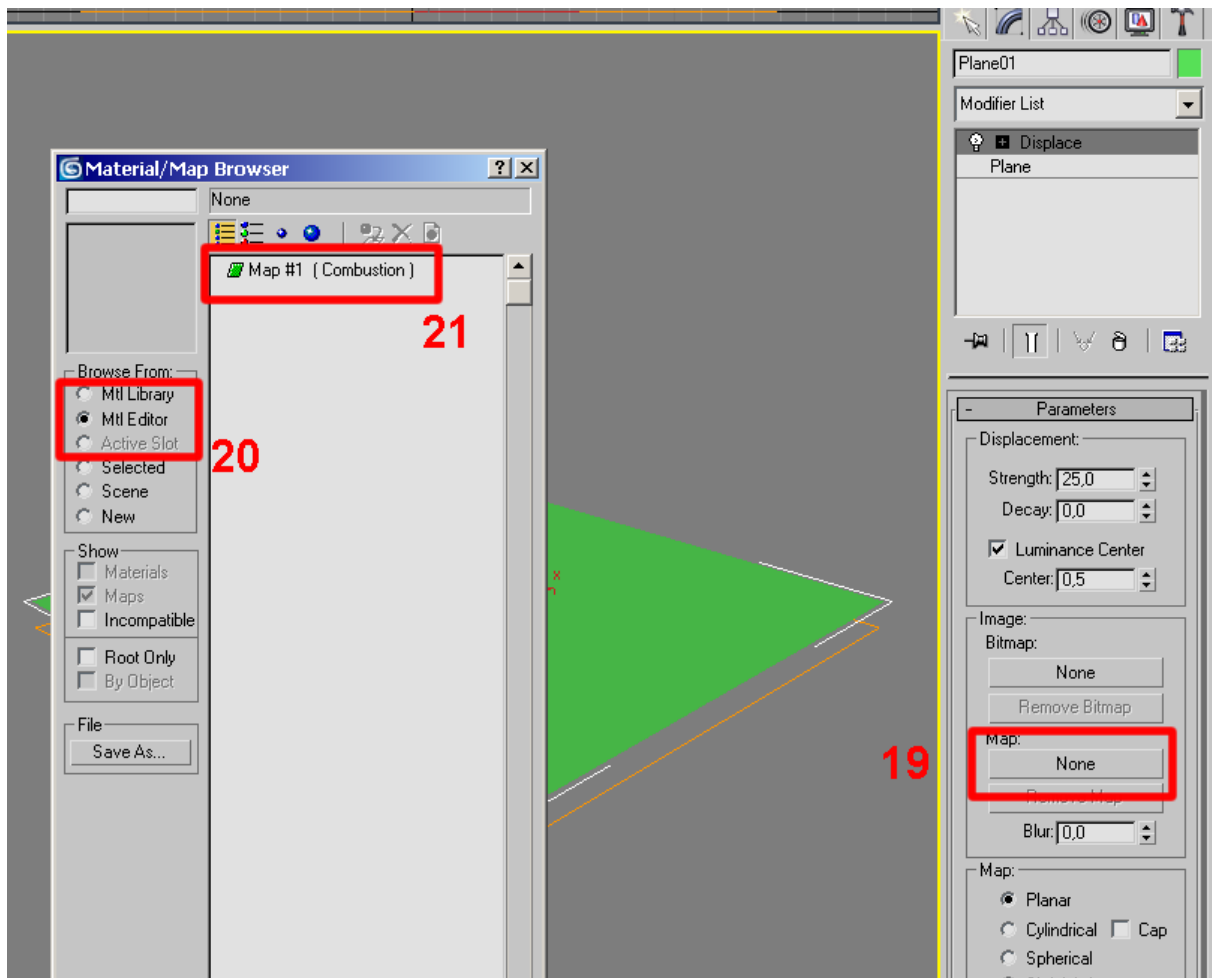 Plane01
Modifier List
Displace
Plane
Material/Map Browser
None
Map #1 ( Combustion )
21
Browse From:
Mtl Library
Mtl Editor
Active Slot
20
Selected
Scene
New
Show
Materials
Maps
Incompatible
Root Only
By Object
File
Save As...
x
Parameters
Displacement:
Strength: 25,0
Decay: 0,0
Luminance Center
Center: 0,5
Image:
Bitmap:
None
Remove Bitmap
Map:
19
None
Remove Map
Blur: 0,0
Map:
Planar
Cylindrical Cap
Spherical